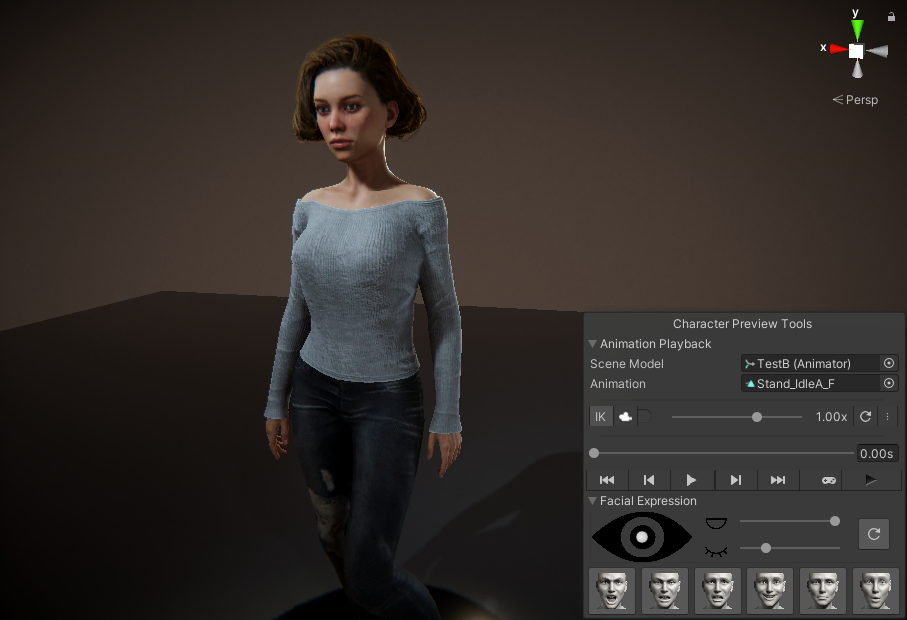 y
x
Persp
Character Preview Tools
Animation Playback
Scene Model TestB (Animator)
Animation Stand_IdleA_F
IK 1.00x
0.00s
Facial Expression